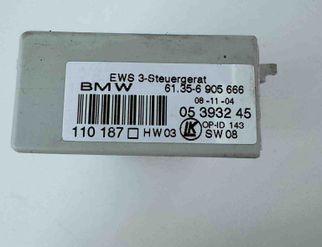 EWS 3-Steuergerat
BMW 61.35-6 905 666
08-11-04
05 3932 45
110 187 □ HW 03 LK OP-ID 143
SW 08